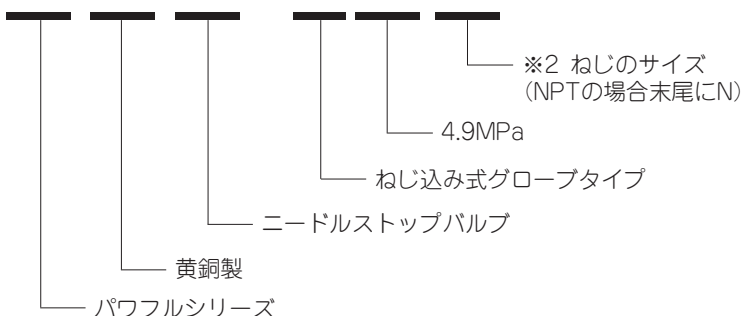 ※2 ねじのサイズ
（NPTの場合末尾にN）
4.9MPa
ねじ込み式グローブタイプ
ニードルストップバルブ
黄銅製
パワフルシリーズ